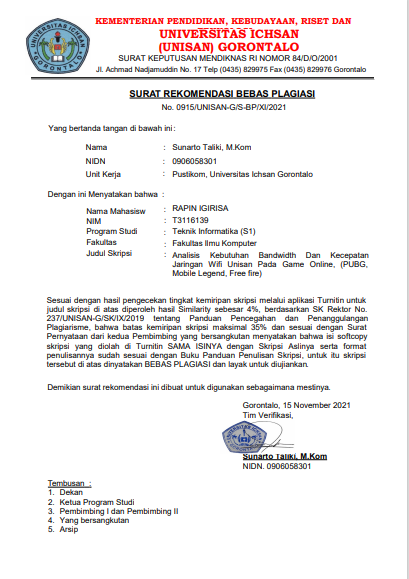 KEMENTERIAN PENDIDIKAN, KEBUDAYAAN, RISET DAN
UNIVERSITAS ICHSAN
(UNISAN) GORONTALO
SURAT KEPUTUSAN MENDIKNAS RI NOMOR 84/D/O/2001
Jl. Achmad Nadjamuddin No. 17 Telp (0435) 829975 Fax (0435) 829976 Gorontalo
SURAT REKOMENDASI BEBAS PLAGIASI
No. 0915/UNISAN-G/S-BP/XI/2021
Yang bertanda tangan di bawah ini :
Nama : Sunarto Taliki, M.Kom
NIDN : 0906058301
Unit Kerja : Pustikom, Universitas Ichsan Gorontalo
Dengan ini Menyatakan bahwa :
Nama Mahasisw : RAPIN IGIRISA
NIM : T3116139
Program Studi : Teknik Informatika (S1)
Fakultas : Fakultas Ilmu Komputer
Judul Skripsi : Analisis Kebutuhan Bandwidth Dan Kecepatan
Jaringan Wifi Unisan Pada Game Online, (PUBG,
Mobile Legend, Free fire)
Sesuai dengan hasil pengecekan tingkat kemiripan skripsi melalui aplikasi Turnitin untuk
judul skripsi di atas diperoleh hasil Similarity sebesar 4%, berdasarkan SK Rektor No.
237/UNISAN-G/SK/IX/2019 tentang Panduan Pencegahan dan Penanggulangan
Plagiarisme, bahwa batas kemiripan skripsi maksimal 35% dan sesuai dengan Surat
Pernyataan dari kedua Pembimbing yang bersangkutan menyatakan bahwa isi softcopy
skripsi yang diolah di Turnitin SAMA ISINYA dengan Skripsi Aslinya serta format
penulisannya sudah sesuai dengan Buku Panduan Penulisan Skripsi, untuk itu skripsi
tersebut di atas dinyatakan BEBAS PLAGIASI dan layak untuk diujiankan.
Demikian surat rekomendasi ini dibuat untuk digunakan sebagaimana mestinya.
Gorontalo, 15 November 2021
Tim Verifikasi,
Sunarto Taliki, M.Kom
NIDN. 0906058301
Tembusan :
1. Dekan
2. Ketua Program Studi
3. Pembimbing I dan Pembimbing II
4. Yang bersangkutan
5. Arsip